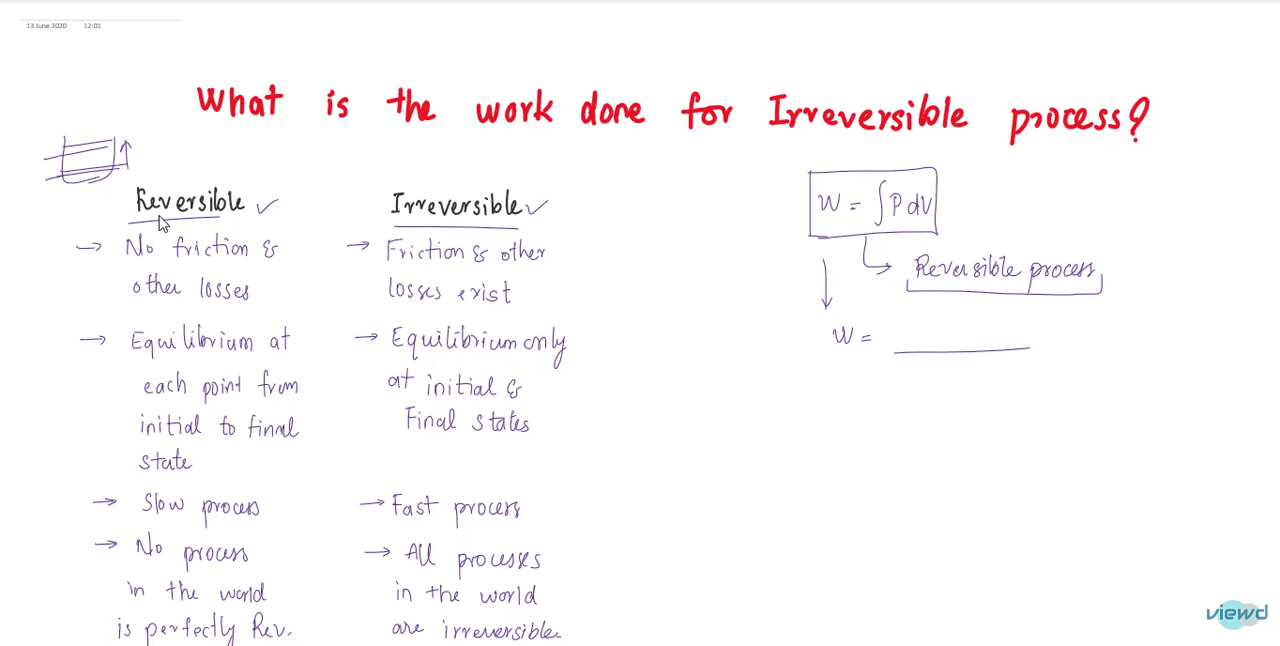 13 June 2020 12:01
What is the work done for Irreversible process?
Reversible ✓
→ No friction &
other losses
→ Equilibrium at
each point from
initial to final
state
→ Slow process
→ No process
in the world
is perfectly Rev.
Irreversible ✓
→ Friction & other
losses exist
→ Equilibrium only
at initial &
Final states
→ Fast process
→ All processes
in the world
are irreversible
W = ∫PdV
Reversible process
W =
viewd